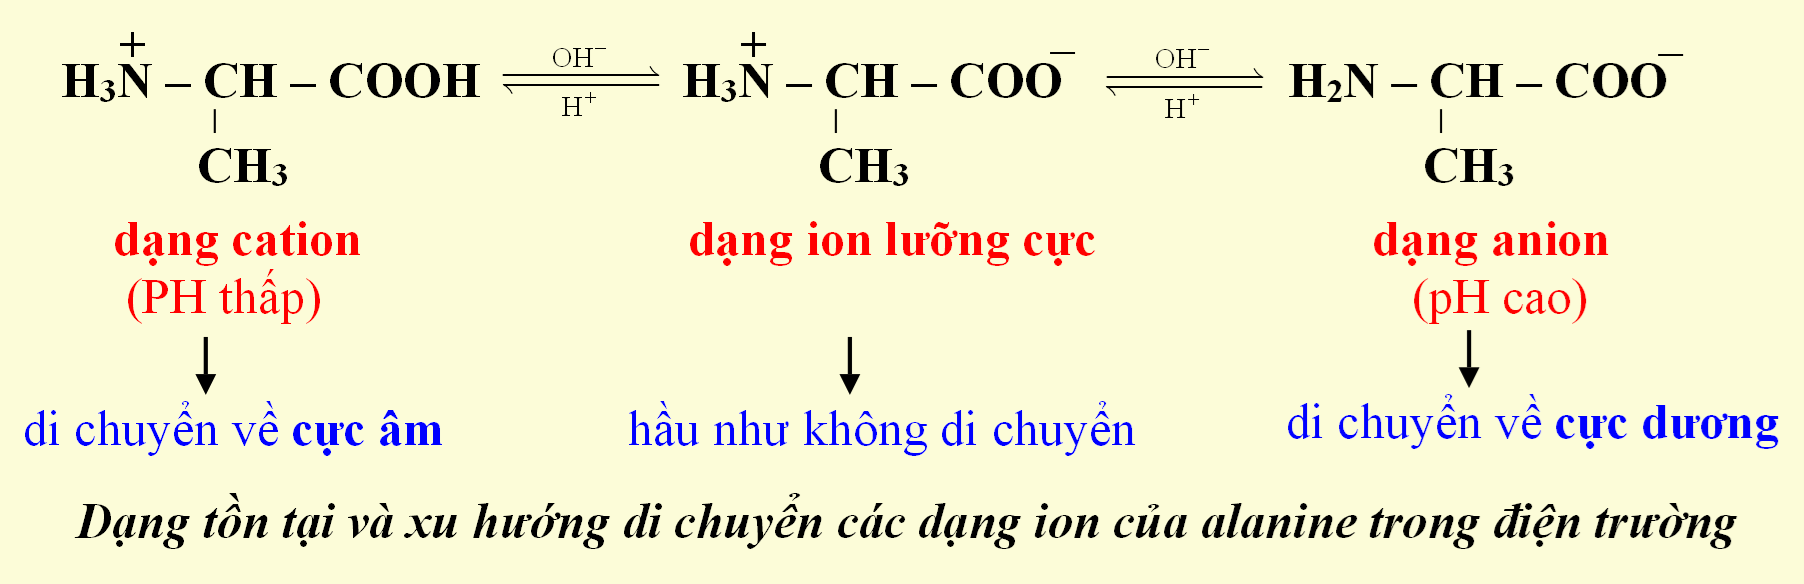 H₃N⁺ – CH – COOH ⇌ H₃N⁺ – CH – COO⁻ ⇌ H₂N – CH – COO⁻
OH⁻ OH⁻
H⁺ H⁺
CH₃ CH₃ CH₃
dạng cation dạng ion lưỡng cực dạng anion
(PH thấp) (pH cao)
di chuyển về cực âm hầu như không di chuyển di chuyển về cực dương
Dạng tồn tại và xu hướng di chuyển các dạng ion của alanine trong điện trường